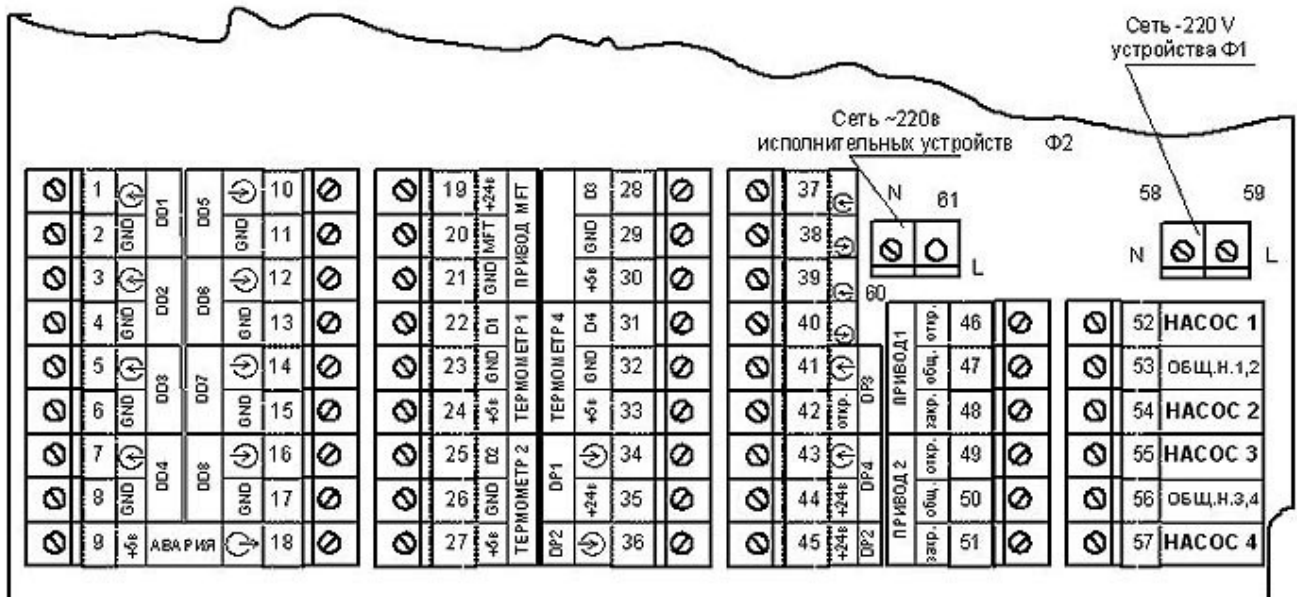 Сеть -220 V
устройства Ф1
Сеть ~220в
исполнительных устройств Ф2
N 61
L
60
58 59
N L
1 DD1 DD5 10
2 GND GND 11
3 DD2 DD6 12
4 GND GND 13
5 DD3 DD7 14
6 GND GND 15
7 DD4 DD8 16
8 GND GND 17
9 +5в АВАРИЯ 18
19 +24в ПРИВОД MFT D3 28
20 MFT GND 29
21 GND +5в 30
22 D1 ТЕРМОМЕТР 1 ТЕРМОМЕТР 4 D4 31
23 GND GND 32
24 +5в +5в 33
25 D2 ТЕРМОМЕТР 2 DP1 34
26 GND +24в 35
27 +5в DP2 36
37
38
39
40
41 DP3
42 откр.
43 DP4
44 +24в
45 +24в DP2
ПРИВОД1 откр. 46
общ. 47
закр. 48
ПРИВОД 2 откр. 49
общ. 50
закр. 51
52 НАСОС 1
53 ОБЩ.Н.1,2
54 НАСОС 2
55 НАСОС 3
56 ОБЩ.Н.3,4
57 НАСОС 4